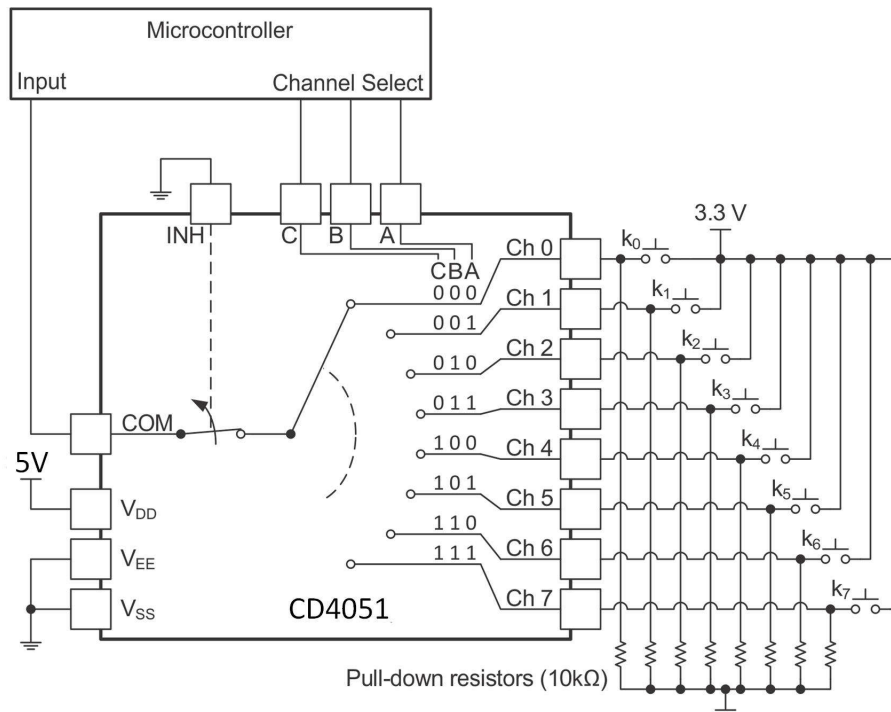 Microcontroller
Input
Channel Select
INH
C
B
A
CBA
3.3 V
k0
Ch 0
000
k1
Ch 1
001
k2
Ch 2
010
k3
Ch 3
011
COM
k4
Ch 4
100
5V
k5
Ch 5
101
VDD
k6
Ch 6
110
VEE
111
k7
Ch 7
VSS
CD4051
Pull-down resistors (10kΩ)